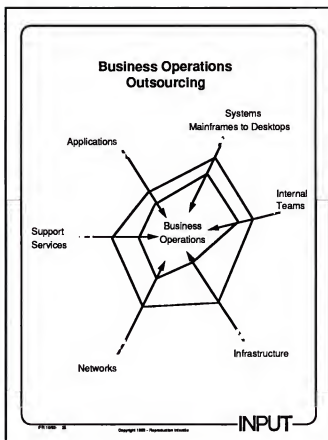 Business Operations
Outsourcing
Systems
Mainframes to Desktops
Applications
Internal
Teams
Business
Operations
Support
Services
Infrastructure
Networks
INPUT